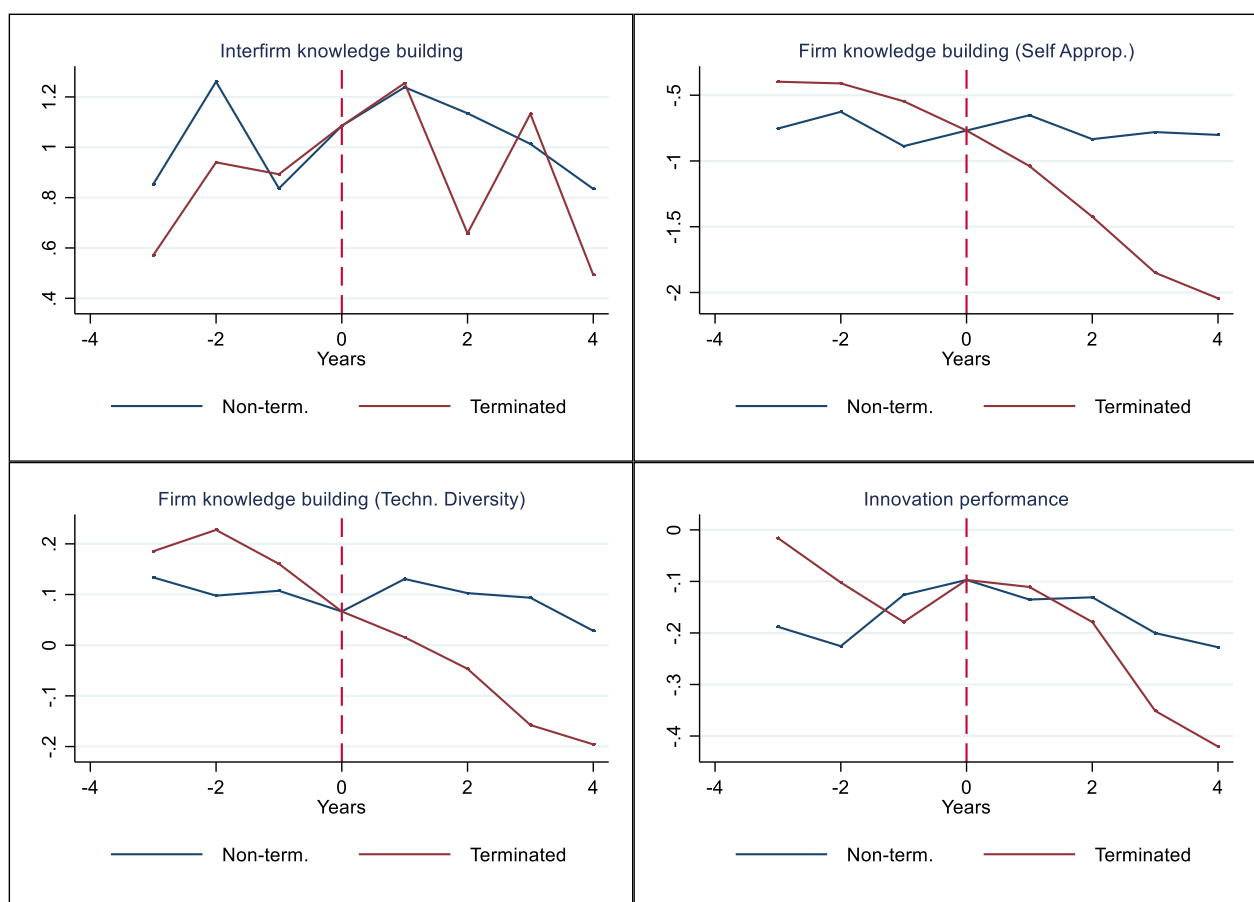 Interfirm knowledge building
1.2
1
.8
.6
.4
-4 -2 0 2 4
Years
Non-term. Terminated
Firm knowledge building (Self Approp.)
-.5
-1
-1.5
-2
-4 -2 0 2 4
Years
Non-term. Terminated
Firm knowledge building (Techn. Diversity)
.2
.1
0
-.1
-.2
-4 -2 0 2 4
Years
Non-term. Terminated
Innovation performance
0
-.1
-.2
-.3
-.4
-4 -2 0 2 4
Years
Non-term. Terminated